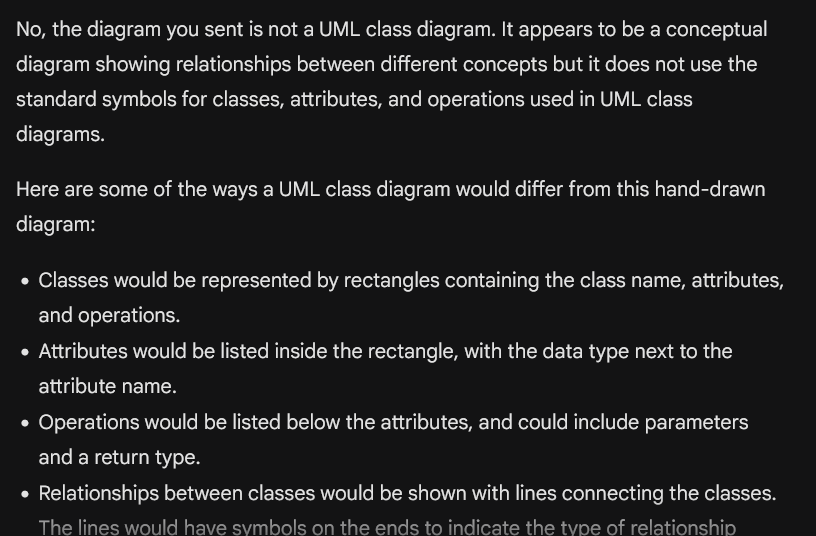 No, the diagram you sent is not a UML class diagram. It appears to be a conceptual
diagram showing relationships between different concepts but it does not use the
standard symbols for classes, attributes, and operations used in UML class
diagrams.
Here are some of the ways a UML class diagram would differ from this hand-drawn
diagram:
• Classes would be represented by rectangles containing the class name, attributes,
and operations.
• Attributes would be listed inside the rectangle, with the data type next to the
attribute name.
• Operations would be listed below the attributes, and could include parameters
and a return type.
• Relationships between classes would be shown with lines connecting the classes.
The lines would have symbols on the ends to indicate the type of relationship